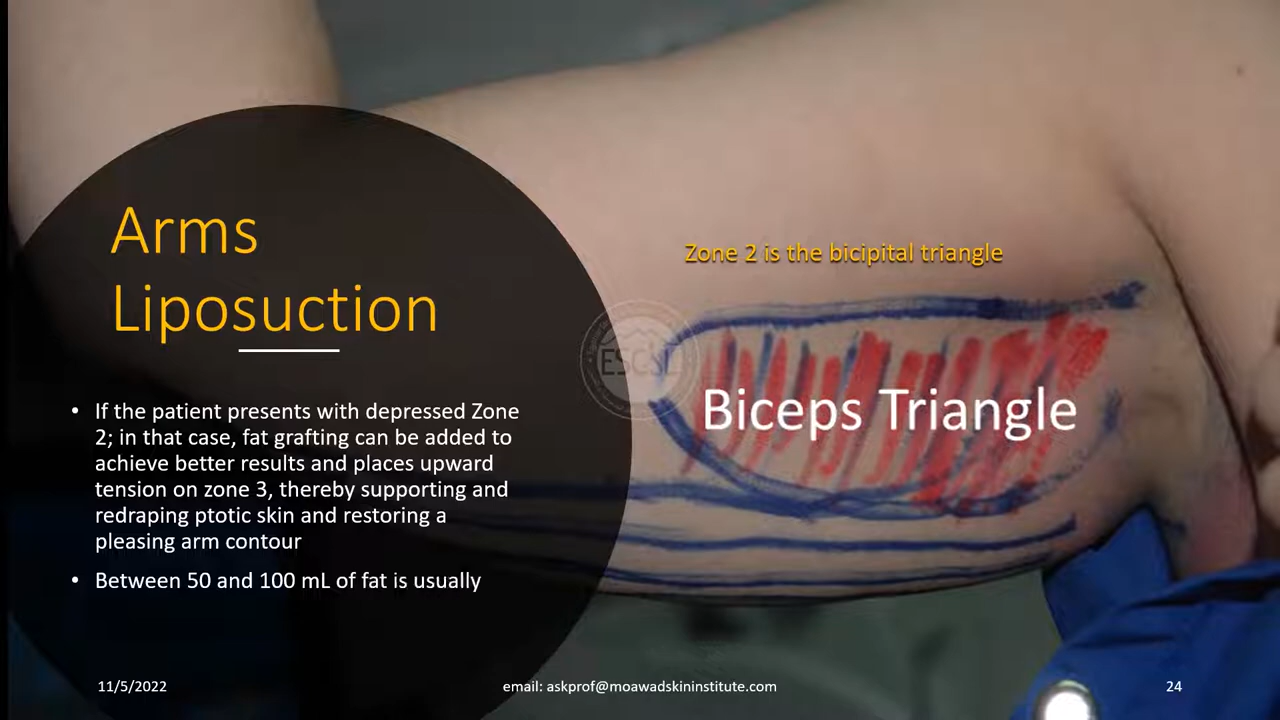 Arms
Liposuction
• If the patient presents with depressed Zone
2; in that case, fat grafting can be added to
achieve better results and places upward
tension on zone 3, thereby supporting and
redraping ptotic skin and restoring a
pleasing arm contour
• Between 50 and 100 mL of fat is usually
Zone 2 is the bicipital triangle
ESCSL
Biceps Triangle
11/5/2022
email: askprof@moawadskininstitute.com
24